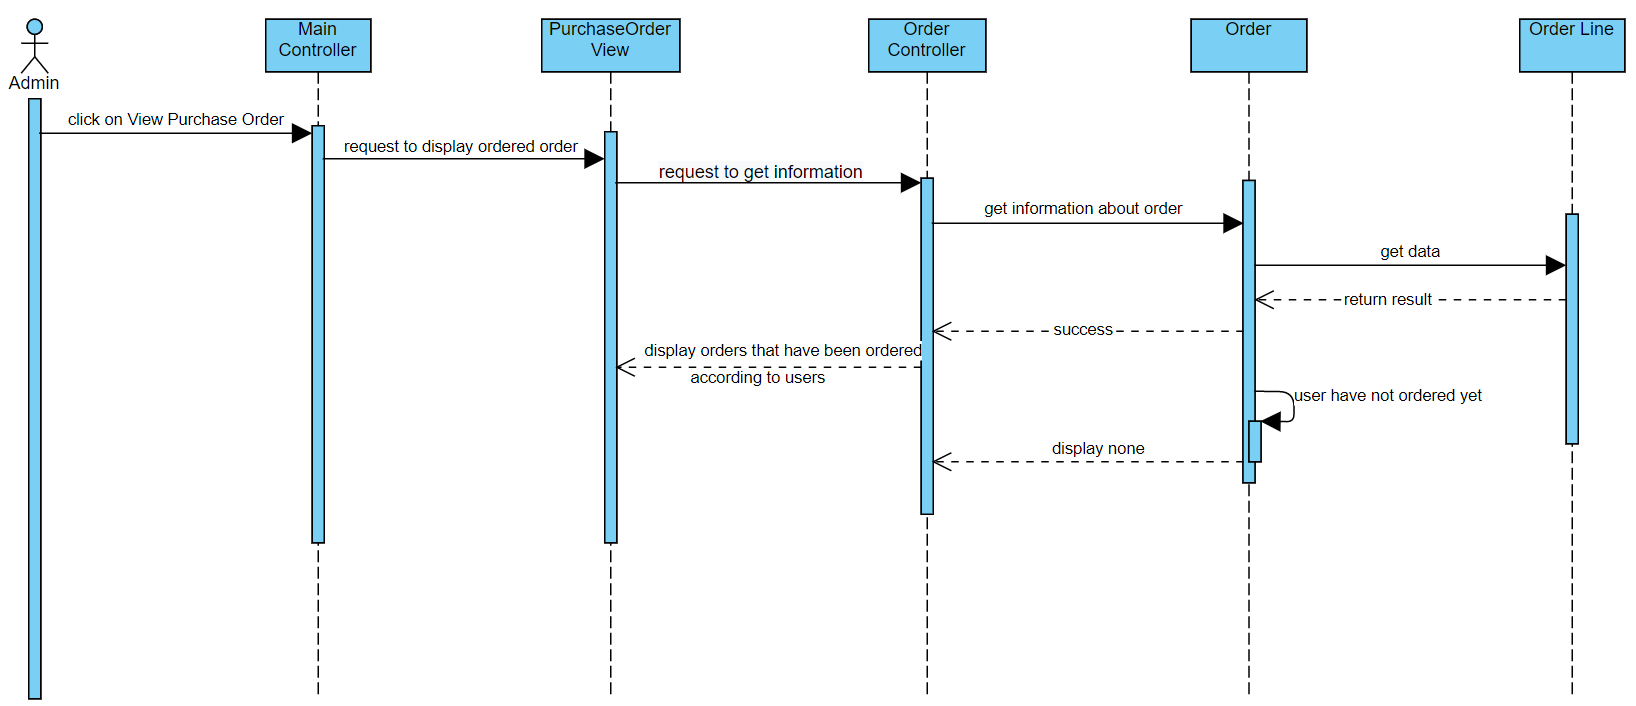 Admin
Main
Controller
PurchaseOrder
View
Order
Controller
Order
Order Line
click on View Purchase Order
request to display ordered order
request to get information
get information about order
get data
return result
success
display orders that have been ordered
according to users
user have not ordered yet
display none